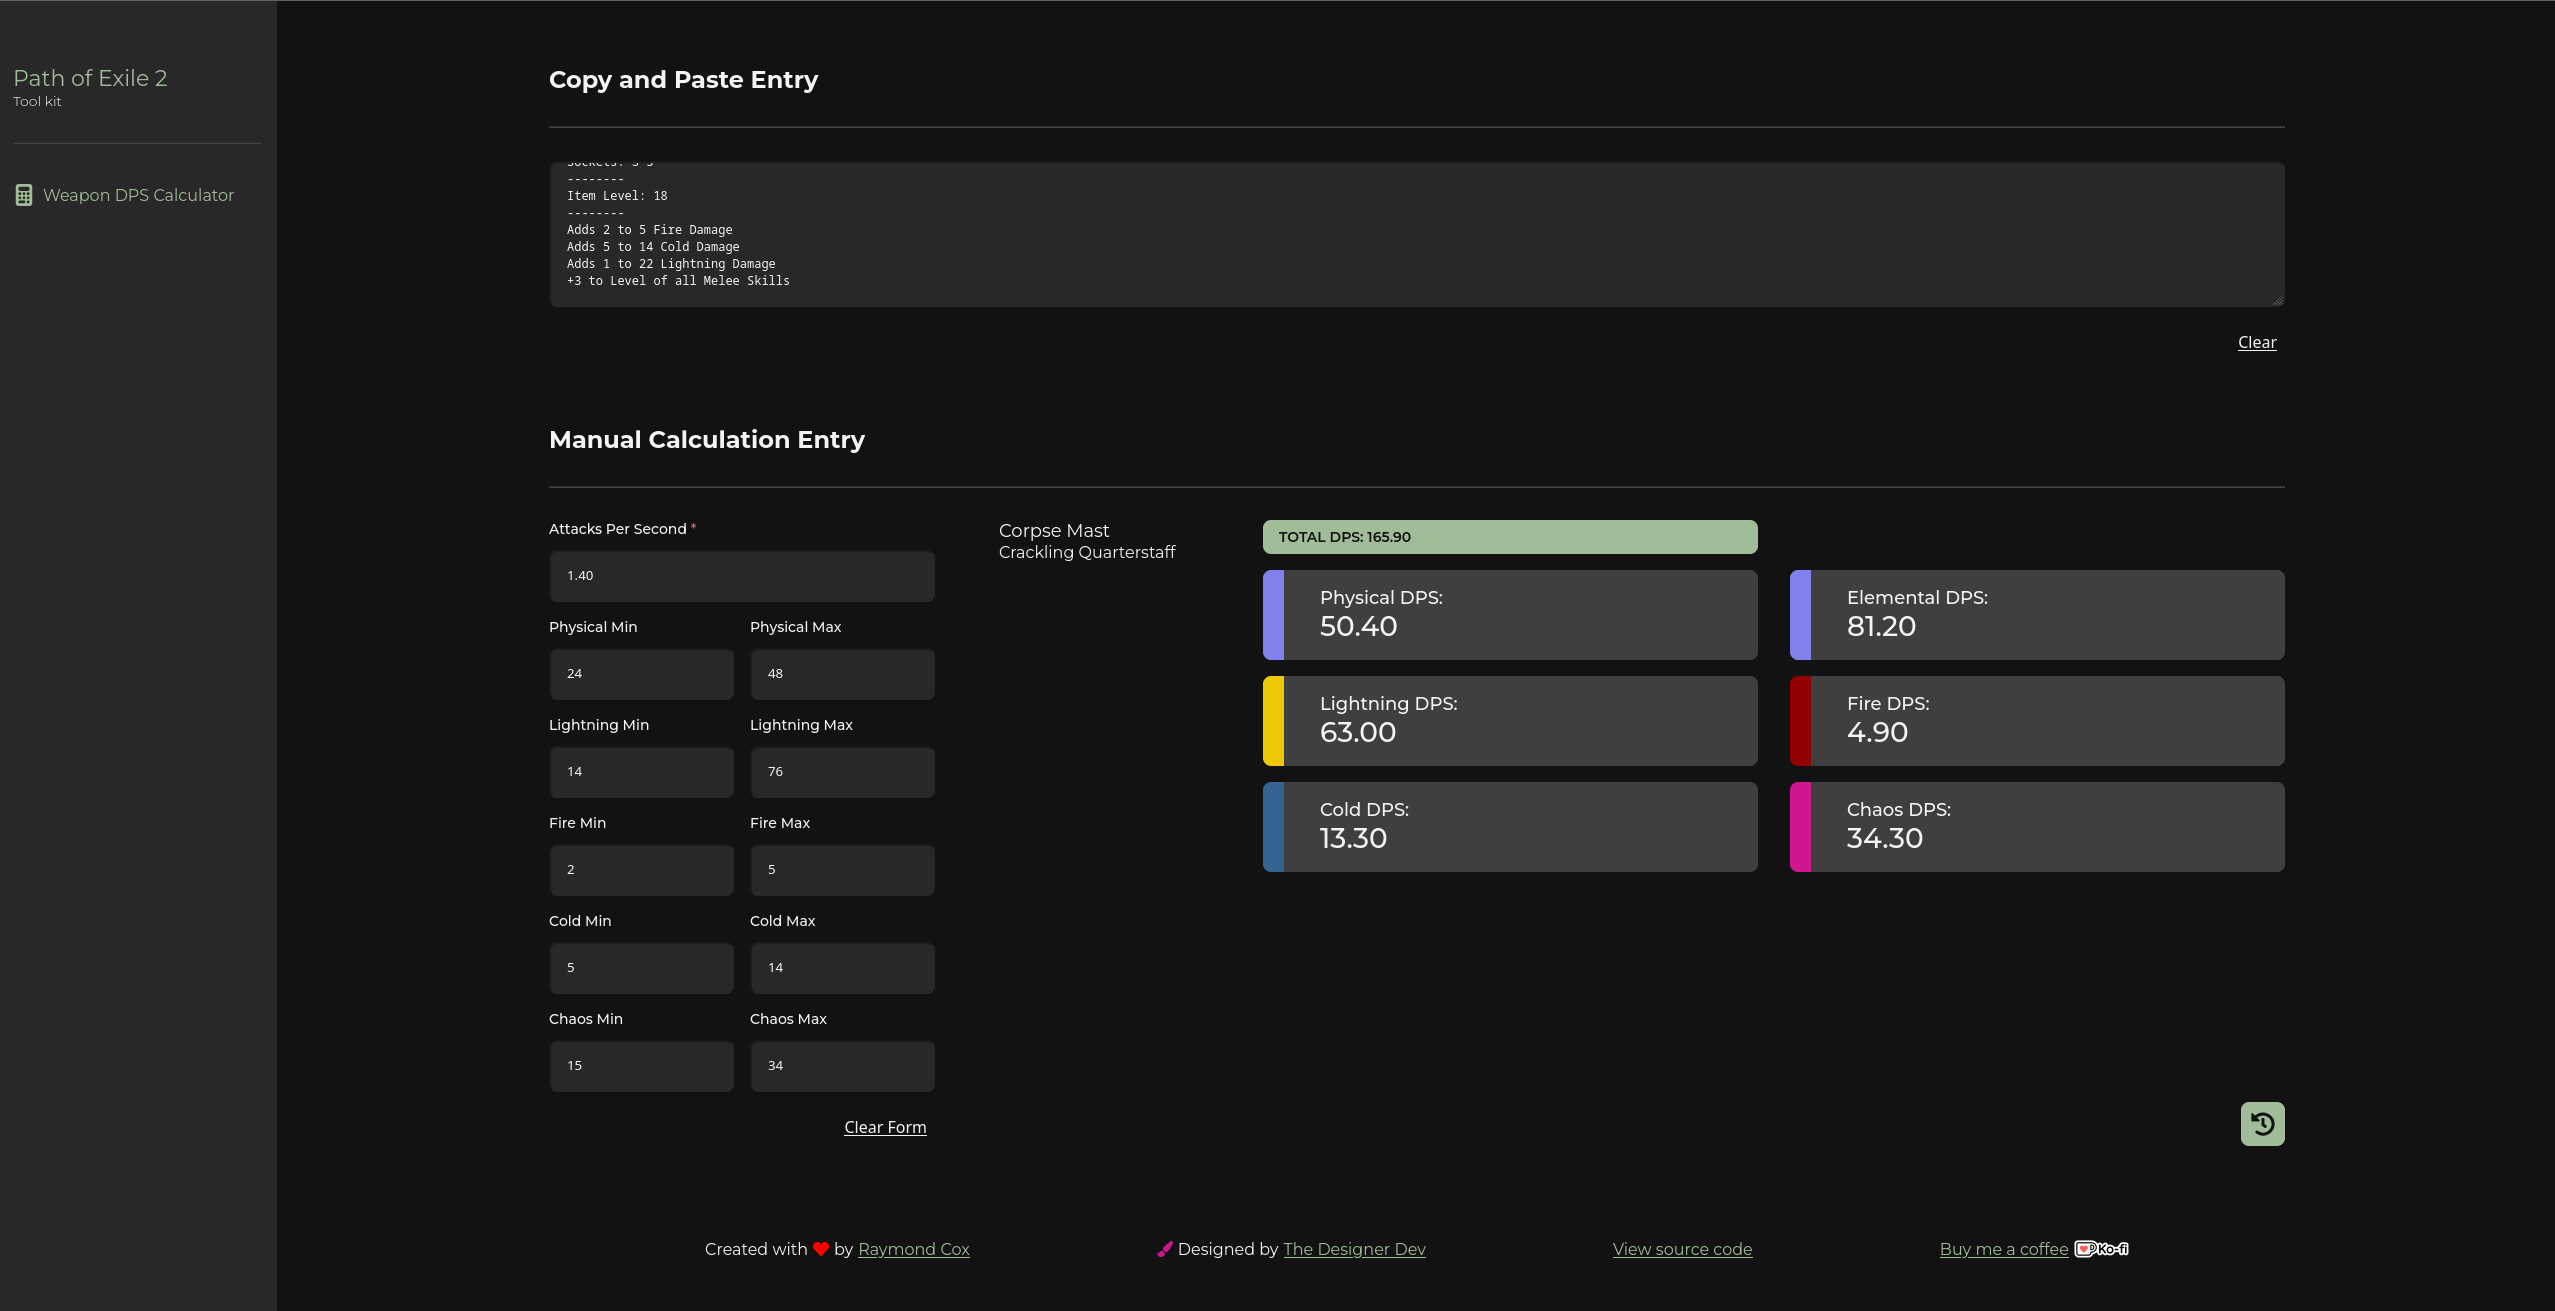 Path of Exile 2
Tool kit
Weapon DPS Calculator
Copy and Paste Entry
--------
Item Level: 18
--------
Adds 2 to 5 Fire Damage
Adds 5 to 14 Cold Damage
Adds 1 to 22 Lightning Damage
+3 to Level of all Melee Skills
Clear
Manual Calculation Entry
Attacks Per Second *
1.40
Physical Min Physical Max
24 48
Lightning Min Lightning Max
14 76
Fire Min Fire Max
2 5
Cold Min Cold Max
5 14
Chaos Min Chaos Max
15 34
Clear Form
Corpse Mast
Crackling Quarterstaff
TOTAL DPS: 165.90
Physical DPS:
50.40
Elemental DPS:
81.20
Lightning DPS:
63.00
Fire DPS:
4.90
Cold DPS:
13.30
Chaos DPS:
34.30
Created with by Raymond Cox
Designed by The Designer Dev
View source code
Buy me a coffee Ko-fi